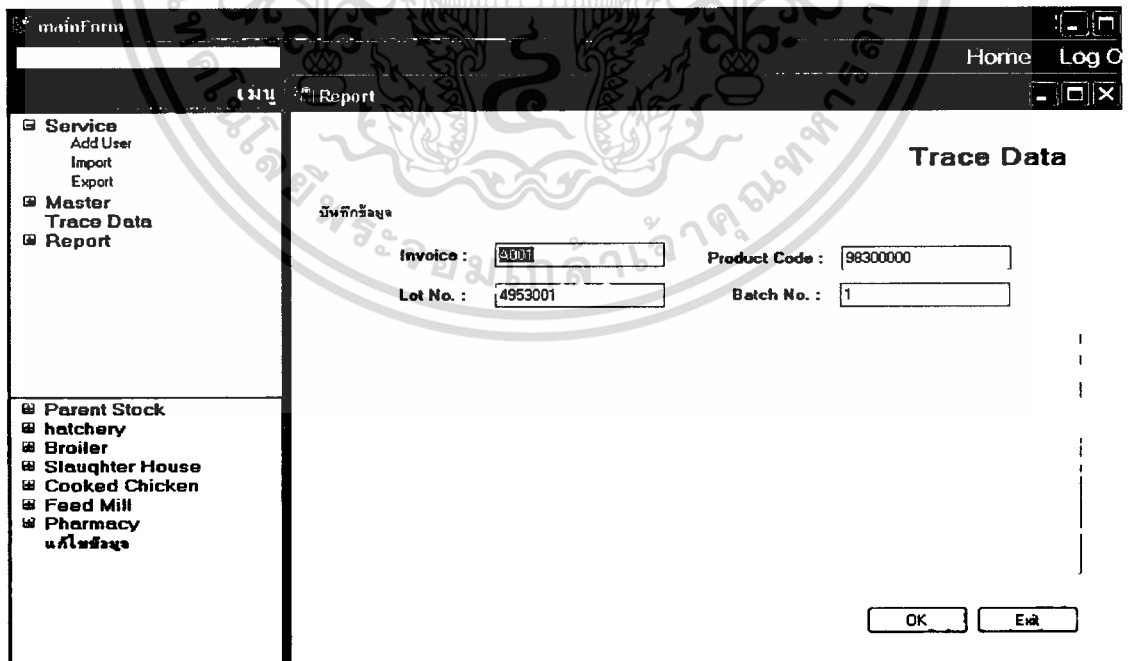 mainForm
Home Log O
เมนู
Report
Service
Add User
Import
Export
Master
Trace Data
Report
Trace Data
บันทึกข้อมูล
Invoice : A001
Product Code : 98300000
Lot No. : 4953001
Batch No. : 1
Parent Stock
hatchery
Broiler
Slaughter House
Cooked Chicken
Feed Mill
Pharmacy
แก้ไขข้อมูล
OK
Exit